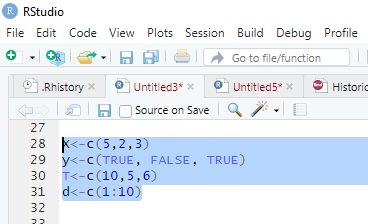 RStudio
File Edit Code View Plots Session Build Debug Profile
Go to file/function
.Rhistory Untitled3* Untitled5* Historic
Source on Save
27
28 x<-c(5,2,3)
29 y<-c(TRUE, FALSE, TRUE)
30 T<-c(10,5,6)
31 d<-c(1:10)
32